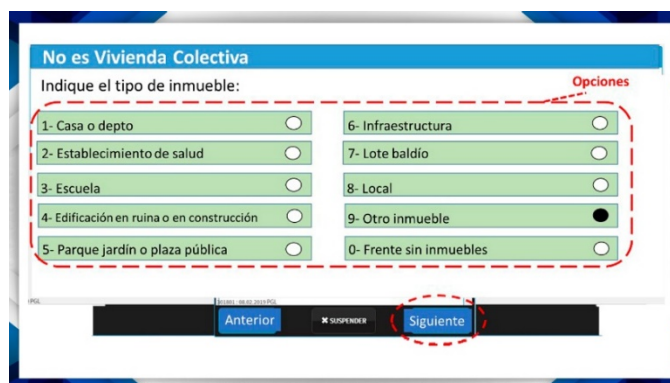 No es Vivienda Colectiva
Indique el tipo de inmueble:
Opciones
1- Casa o depto
2- Establecimiento de salud
3- Escuela
4- Edificación en ruina o en construcción
5- Parque jardín o plaza pública
6- Infraestructura
7- Lote baldío
8- Local
9- Otro inmueble
0- Frente sin inmuebles
PGL
Anterior
✖ SUSPENDER
Siguiente